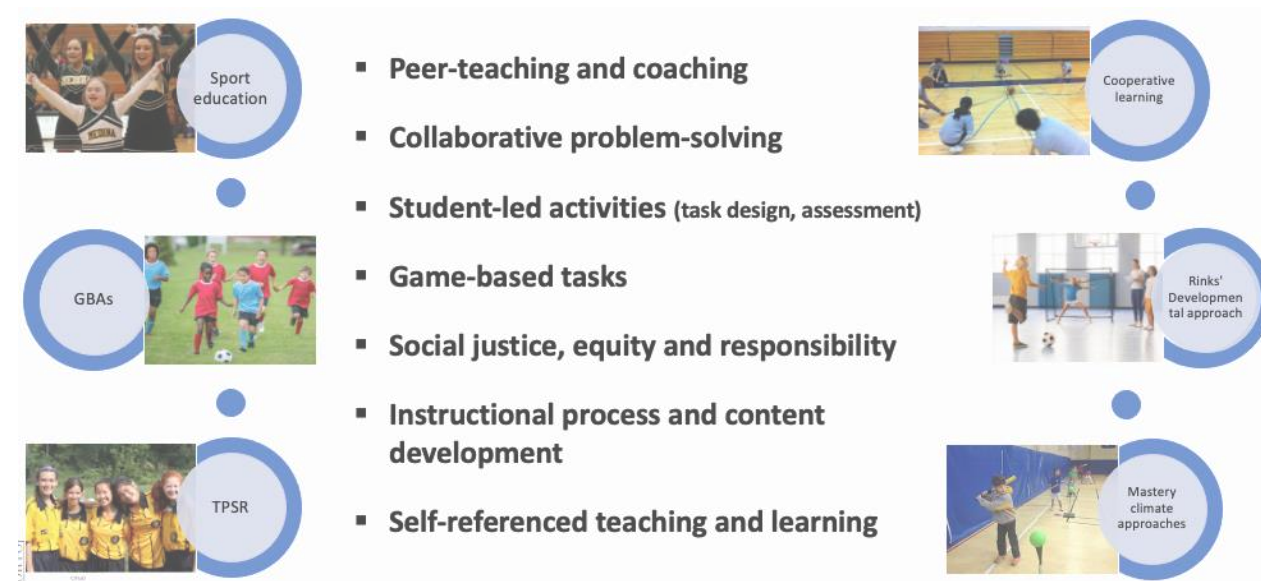 Sport
education
GBAs
TPSR
▪ Peer-teaching and coaching
▪ Collaborative problem-solving
▪ Student-led activities (task design, assessment)
▪ Game-based tasks
▪ Social justice, equity and responsibility
▪ Instructional process and content
development
▪ Self-referenced teaching and learning
Cooperative
learning
Rinks'
Developmen
tal approach
Mastery
climate
approaches
MEDINA